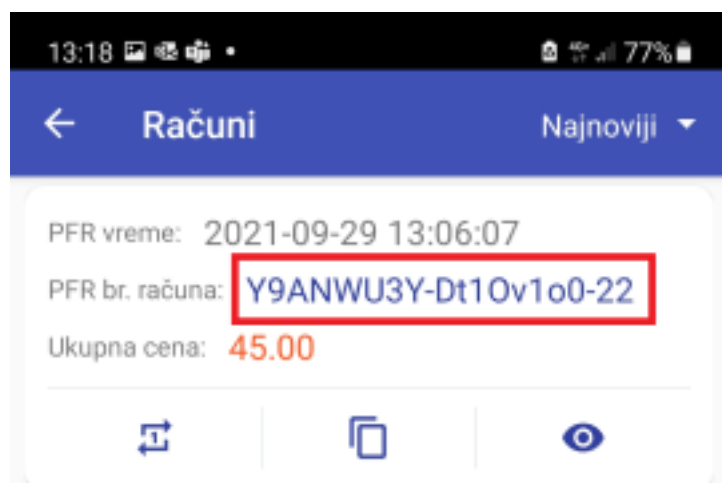 13:18 77%
Računi Najnoviji
PFR vreme: 2021-09-29 13:06:07
PFR br. računa: Y9ANWU3Y-Dt1Ov1o0-22
Ukupna cena: 45.00
1